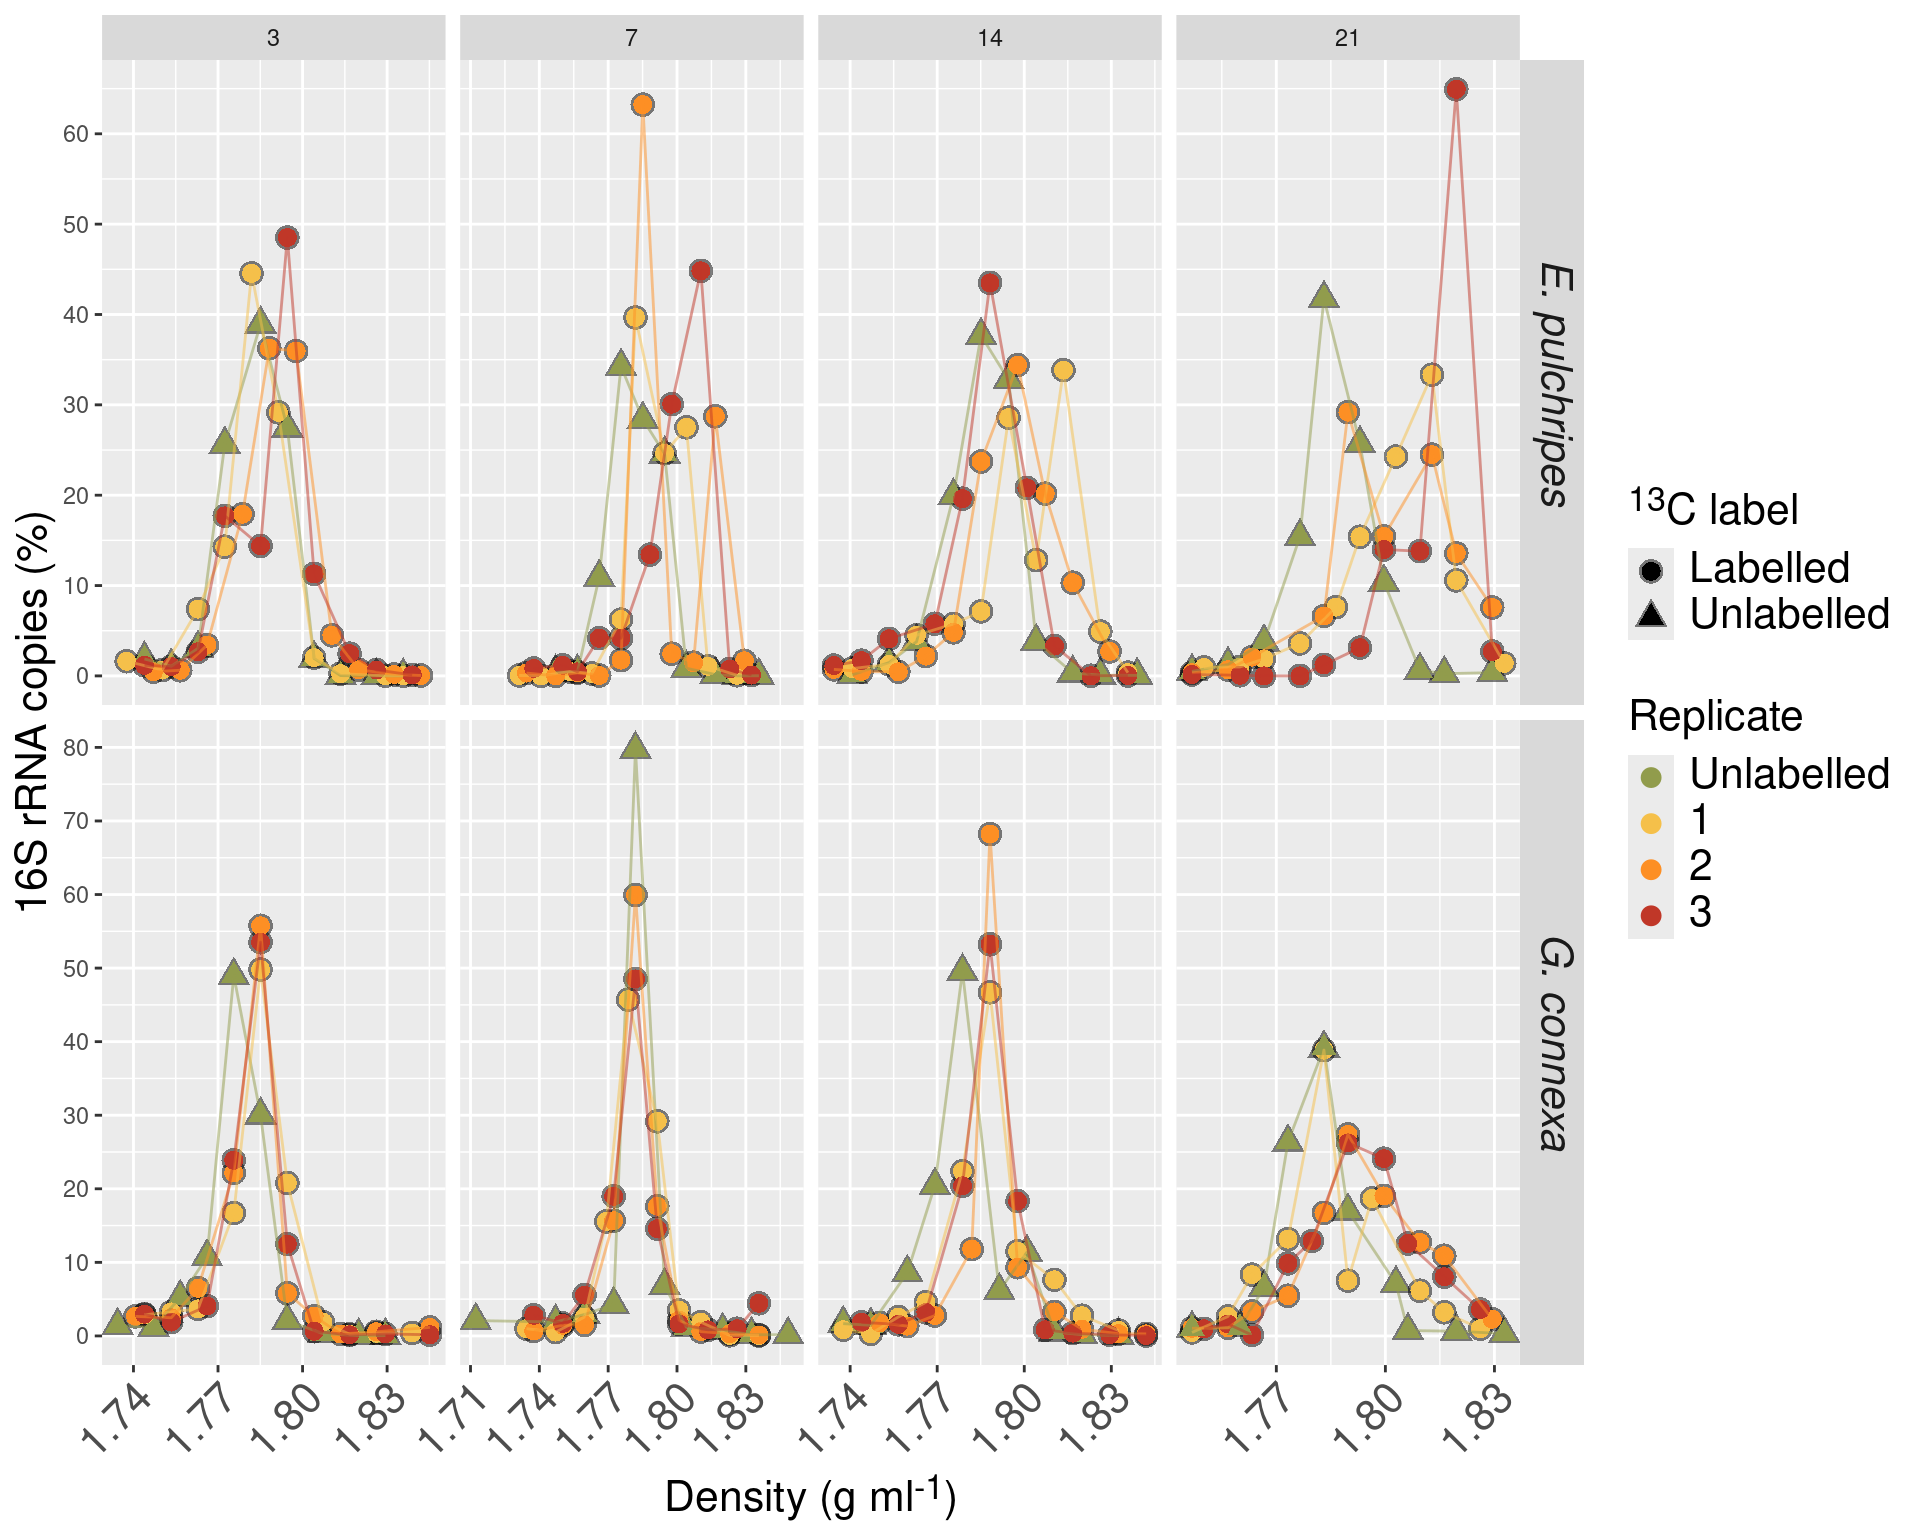 3 7 14 21
60
50
40
30
20
10
0
E. pulchripes
80
70
60
50
40
30
20
10
0
G. connexa
16S rRNA copies (%)
1.74 1.77 1.80 1.83 1.71 1.74 1.77 1.80 1.83 1.74 1.77 1.80 1.83 1.77 1.80 1.83
Density (g ml⁻¹)
¹³C label
Labelled
Unlabelled
Replicate
Unlabelled
1
2
3